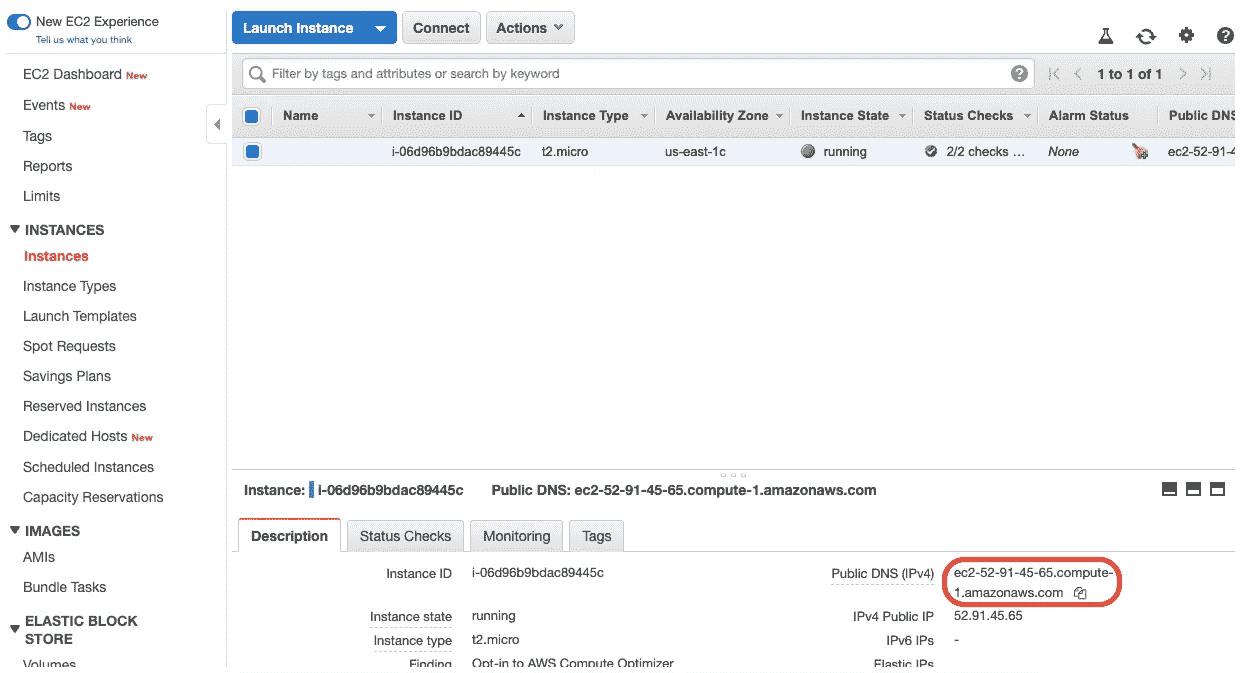 New EC2 Experience
Tell us what you think
EC2 Dashboard New
Events New
Tags
Reports
Limits
INSTANCES
Instances
Instance Types
Launch Templates
Spot Requests
Savings Plans
Reserved Instances
Dedicated Hosts New
Scheduled Instances
Capacity Reservations
IMAGES
AMIs
Bundle Tasks
ELASTIC BLOCK
STORE
Volumes
Launch Instance Connect Actions
Filter by tags and attributes or search by keyword
1 to 1 of 1
Name Instance ID Instance Type Availability Zone Instance State Status Checks Alarm Status Public DNS
i-06d96b9bdac89445c t2.micro us-east-1c running 2/2 checks ... None ec2-52-91-4
Instance: i-06d96b9bdac89445c Public DNS: ec2-52-91-45-65.compute-1.amazonaws.com
Description Status Checks Monitoring Tags
Instance ID i-06d96b9bdac89445c Public DNS (IPv4) ec2-52-91-45-65.compute-
1.amazonaws.com
Instance state running IPv4 Public IP 52.91.45.65
Instance type t2.micro IPv6 IPs -
Finding Opt-in to AWS Compute Optimizer Elastic IPs